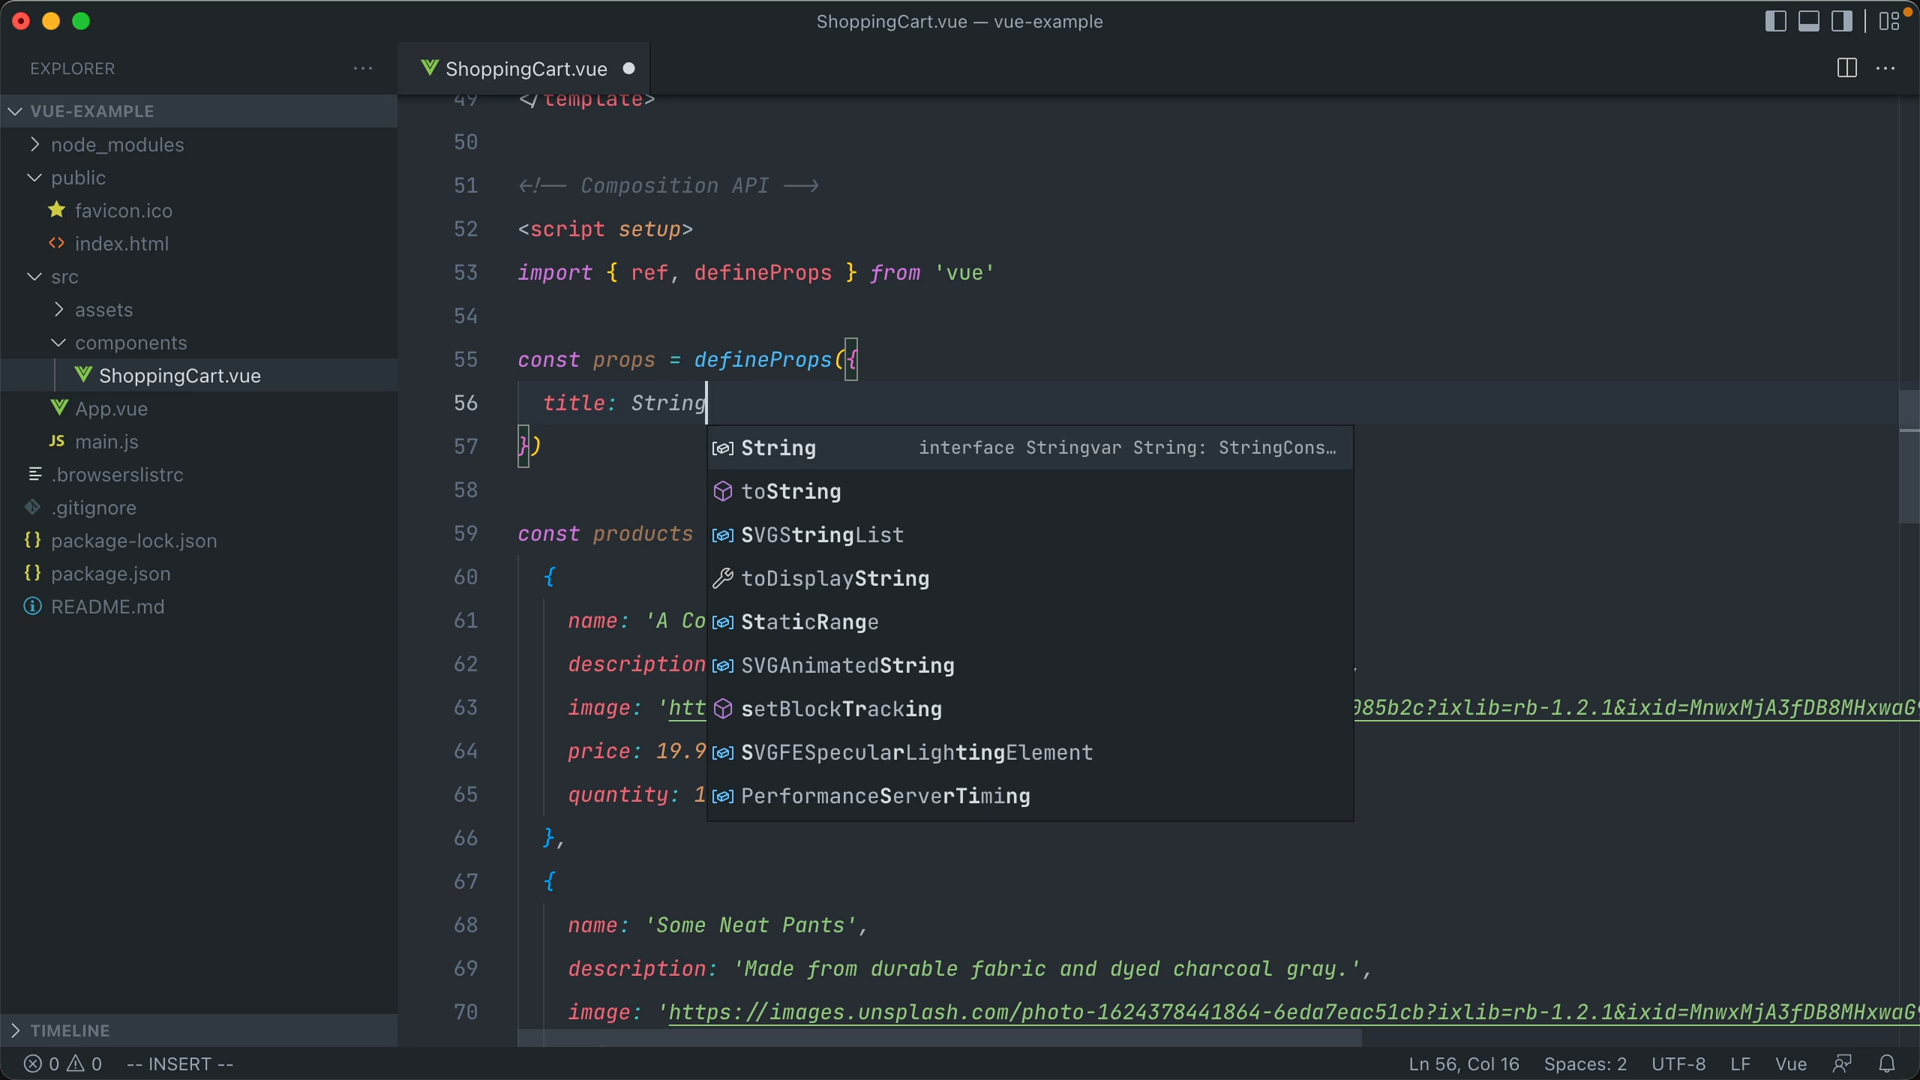 ShoppingCart.vue — vue-example
EXPLORER
VUE-EXAMPLE
node_modules
public
favicon.ico
index.html
src
assets
components
ShoppingCart.vue
App.vue
JS main.js
.browserslistrc
.gitignore
{} package-lock.json
{} package.json
README.md
TIMELINE
ShoppingCart.vue
49 </template>
50
51 <!-- Composition API -->
52 <script setup>
53 import { ref, defineProps } from 'vue'
54
55 const props = defineProps({
56 title: String
57 })
58
59 const products
60 {
61 name: 'A Co
62 description
63 image: 'htt 085b2c?ixlib=rb-1.2.1&ixid=MnwxMjA3fDB8MHxwaG
64 price: 19.9
65 quantity: 1
66 },
67 {
68 name: 'Some Neat Pants',
69 description: 'Made from durable fabric and dyed charcoal gray.',
70 image: 'https://images.unsplash.com/photo-1624378441864-6eda7eac51cb?ixlib=rb-1.2.1&ixid=MnwxMjA3fDB8MHxwaG
String interface Stringvar String: StringCons…
toString
SVGStringList
toDisplayString
StaticRange
SVGAnimatedString
setBlockTracking
SVGFESpecularLightingElement
PerformanceServerTiming
0 0 -- INSERT --
Ln 56, Col 16 Spaces: 2 UTF-8 LF Vue